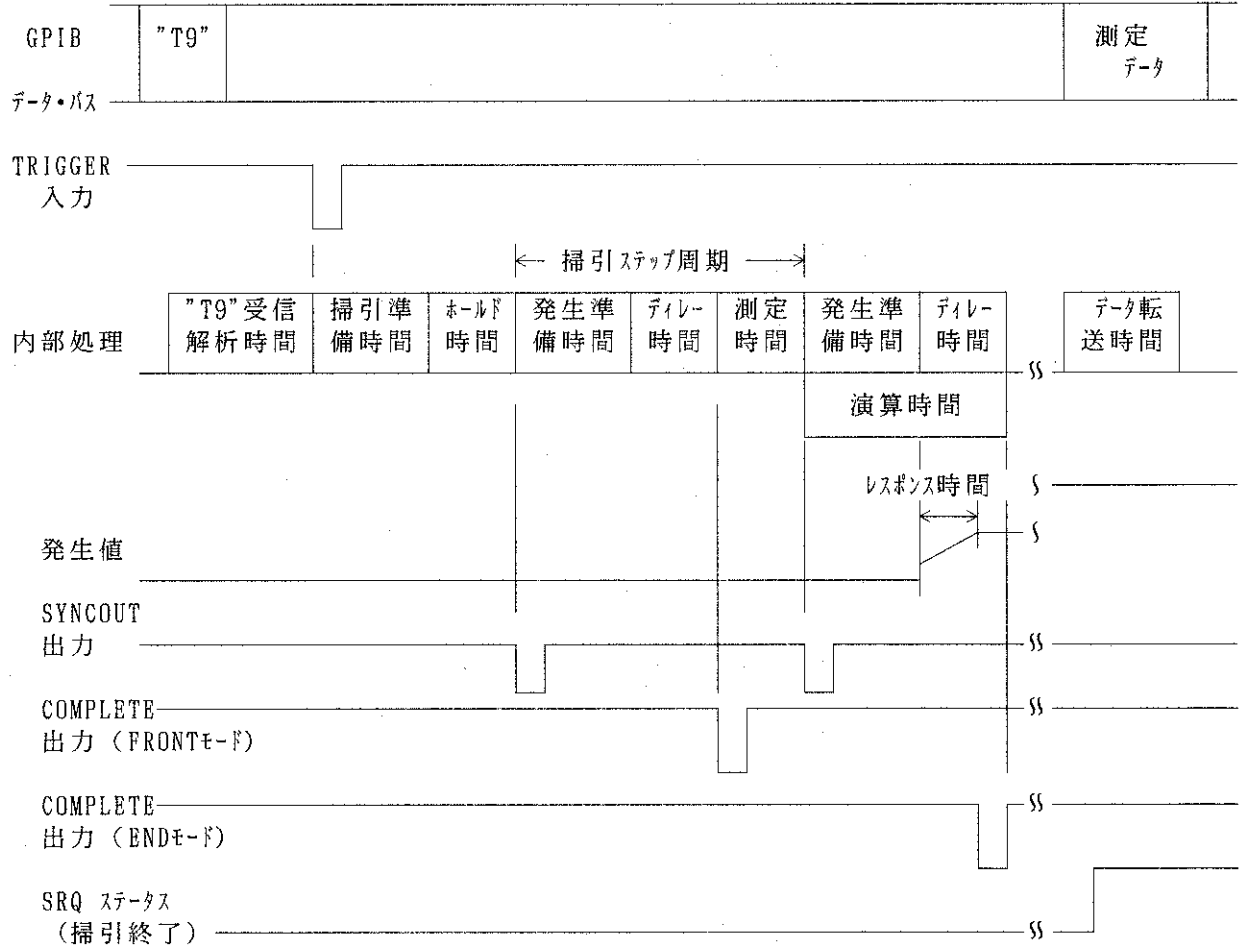 GPIB
データ・バス
"T9"
測定
データ
TRIGGER
入力
掃引ステップ周期
内部処理
"T9"受信
解析時間
掃引準
備時間
ホールド
時間
発生準
備時間
ディレー
時間
測定
時間
発生準
備時間
ディレー
時間
データ転
送時間
演算時間
レスポンス時間
発生値
SYNCOUT
出力
COMPLETE
出力（FRONTモード）
COMPLETE
出力（ENDモード）
SRQ ステータス
（掃引終了）